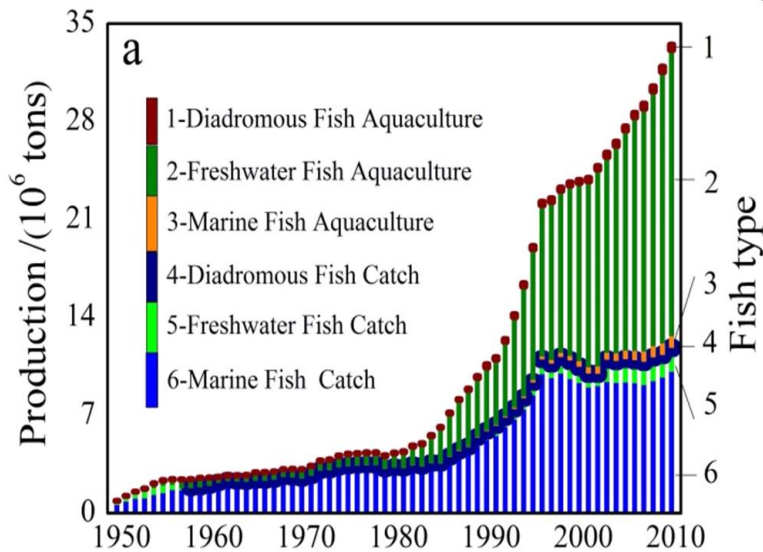 a
Production /(10⁶ tons)
35
28
21
14
7
0
1-Diadromous Fish Aquaculture
2-Freshwater Fish Aquaculture
3-Marine Fish Aquaculture
4-Diadromous Fish Catch
5-Freshwater Fish Catch
6-Marine Fish Catch
1
2
3
4
5
6
Fish type
1950 1960 1970 1980 1990 2000 2010